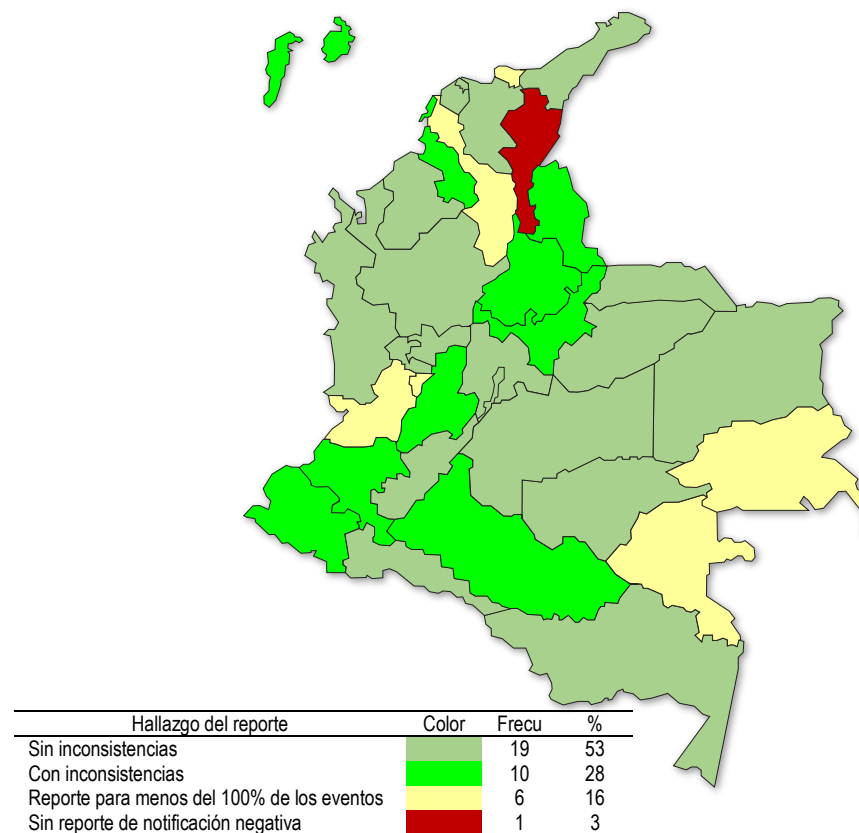 Hallazgo del reporte Color Frecu %
Sin inconsistencias 19 53
Con inconsistencias 10 28
Reporte para menos del 100% de los eventos 6 16
Sin reporte de notificación negativa 1 3